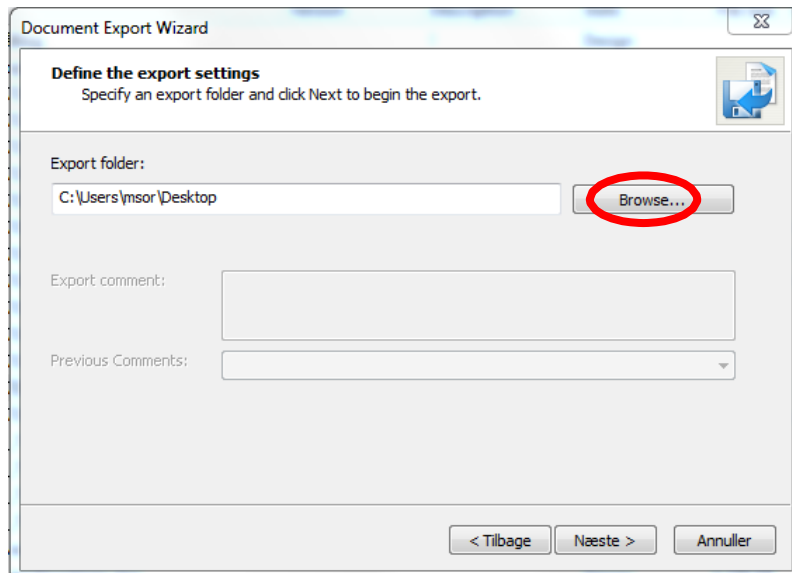 Document Export Wizard
Define the export settings
Specify an export folder and click Next to begin the export.
Export folder:
C:\Users\msor\Desktop
Browse...
Export comment:
Previous Comments:
< Tilbage
Næste >
Annuller